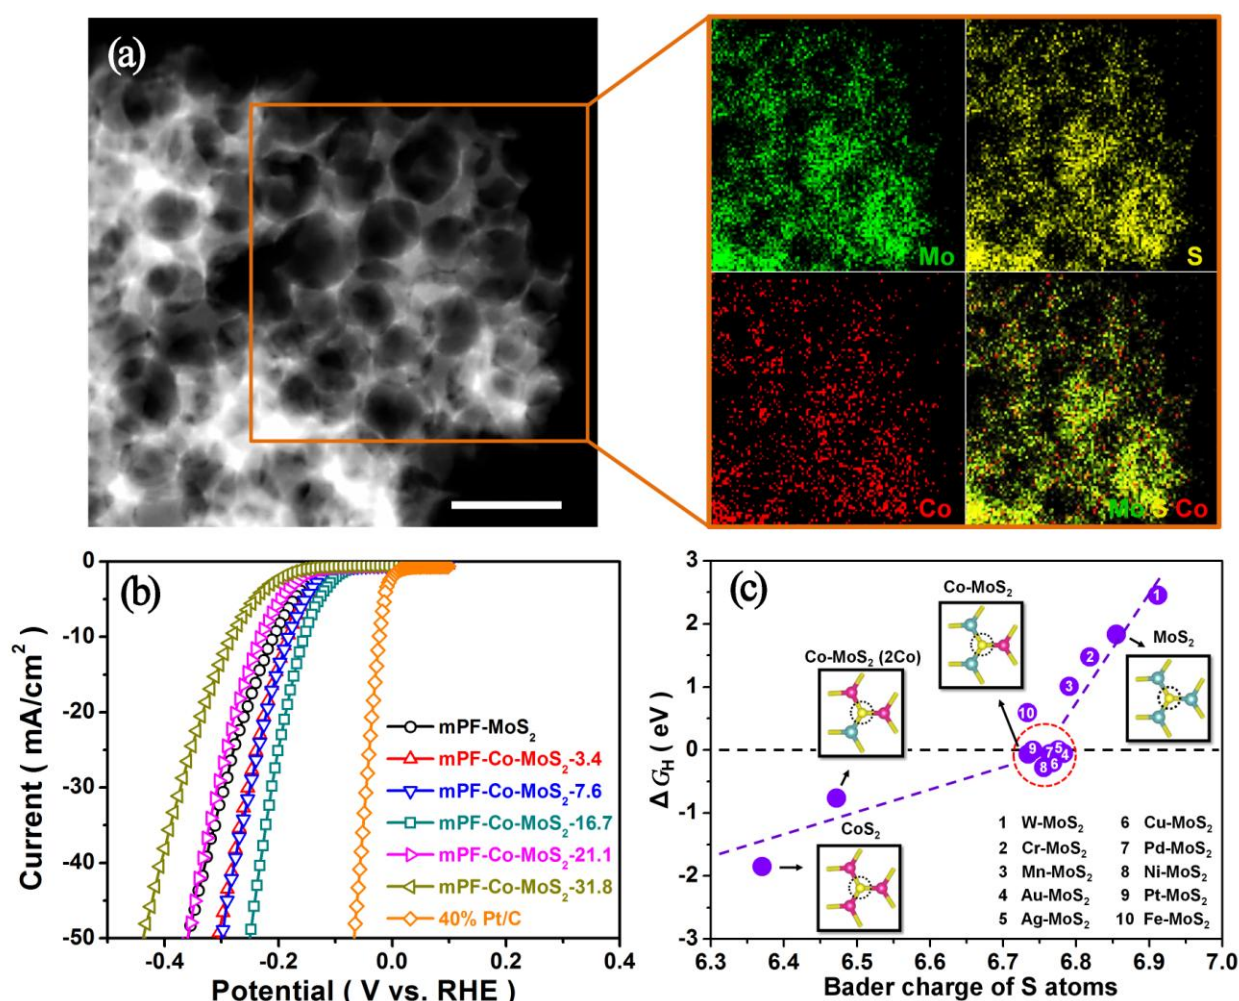 (a)
Mo
S
Co
Mo S Co
(b)
0
-10
-20
-30
-40
-50
Current ( mA/cm²)
-0.4
-0.2
0.0
0.2
0.4
Potential ( V vs. RHE )
mPF-MoS₂
mPF-Co-MoS₂-3.4
mPF-Co-MoS₂-7.6
mPF-Co-MoS₂-16.7
mPF-Co-MoS₂-21.1
mPF-Co-MoS₂-31.8
40% Pt/C
(c)
3
2
1
0
-1
-2
-3
Δ G_H ( eV)
6.3
6.4
6.5
6.6
6.7
6.8
6.9
7.0
Bader charge of S atoms
Co-MoS₂
Co-MoS₂ (2Co)
MoS₂
CoS₂
1
2
3
10
9
7
5
4
8
6
1 W-MoS₂
2 Cr-MoS₂
3 Mn-MoS₂
4 Au-MoS₂
5 Ag-MoS₂
6 Cu-MoS₂
7 Pd-MoS₂
8 Ni-MoS₂
9 Pt-MoS₂
10 Fe-MoS₂